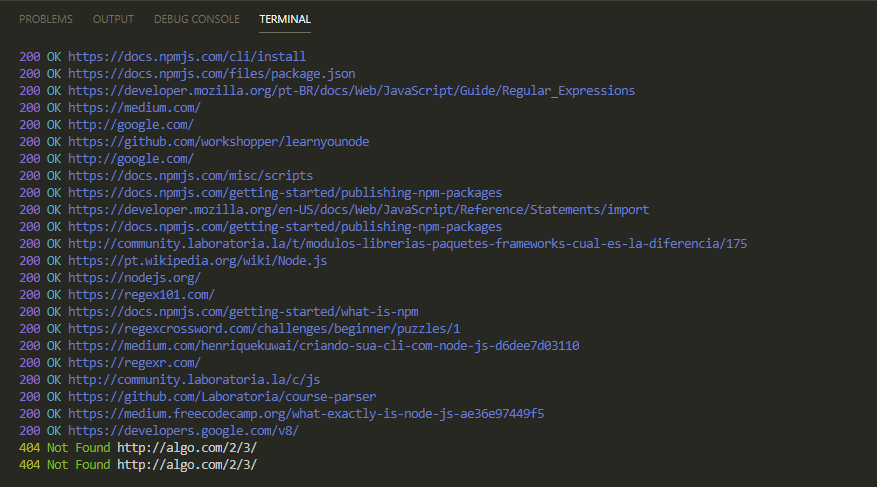 PROBLEMS OUTPUT DEBUG CONSOLE TERMINAL
200 OK https://docs.npmjs.com/cli/install
200 OK https://docs.npmjs.com/files/package.json
200 OK https://developer.mozilla.org/pt-BR/docs/Web/JavaScript/Guide/Regular_Expressions
200 OK https://medium.com/
200 OK http://google.com/
200 OK https://github.com/workshopper/learnyounode
200 OK http://google.com/
200 OK https://docs.npmjs.com/misc/scripts
200 OK https://docs.npmjs.com/getting-started/publishing-npm-packages
200 OK https://developer.mozilla.org/en-US/docs/Web/JavaScript/Reference/Statements/import
200 OK https://docs.npmjs.com/getting-started/publishing-npm-packages
200 OK http://community.laboratoria.la/t/modulos-librerias-paquetes-frameworks-cual-es-la-diferencia/175
200 OK https://pt.wikipedia.org/wiki/Node.js
200 OK https://nodejs.org/
200 OK https://regex101.com/
200 OK https://docs.npmjs.com/getting-started/what-is-npm
200 OK https://regexcrossword.com/challenges/beginner/puzzles/1
200 OK https://medium.com/henriquekuwai/criando-sua-cli-com-node-js-d6dee7d03110
200 OK https://regexr.com/
200 OK http://community.laboratoria.la/c/js
200 OK https://github.com/Laboratoria/course-parser
200 OK https://medium.freecodecamp.org/what-exactly-is-node-js-ae36e97449f5
200 OK https://developers.google.com/v8/
404 Not Found http://algo.com/2/3/
404 Not Found http://algo.com/2/3/